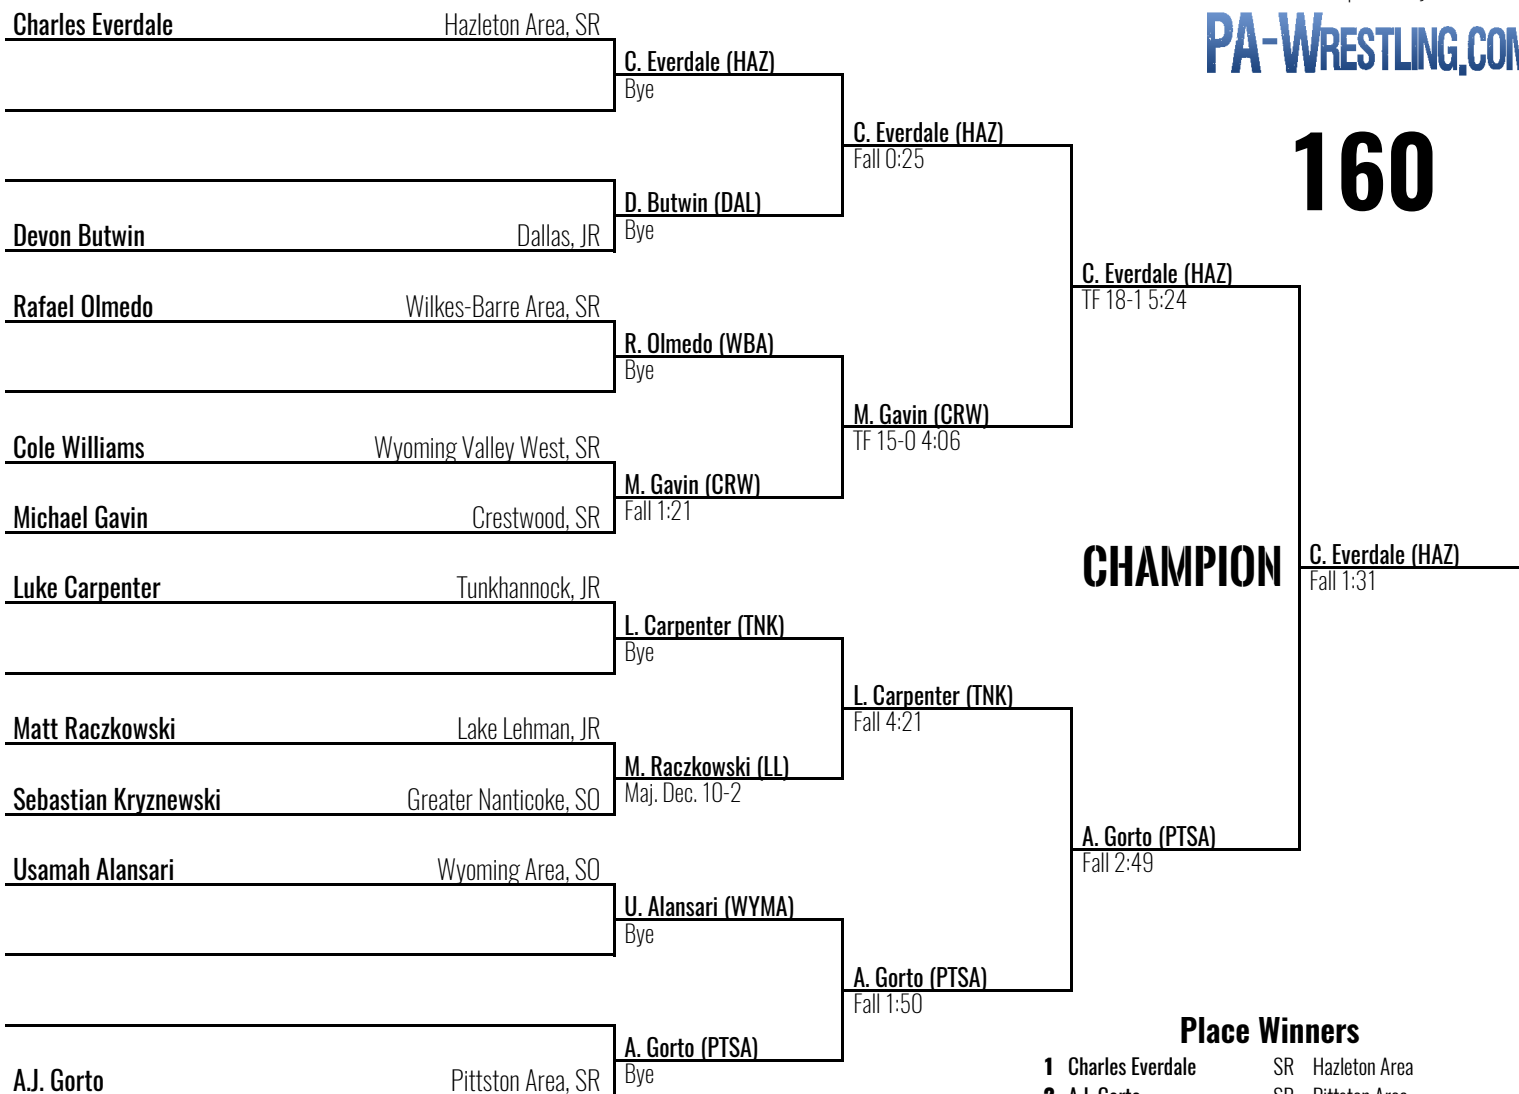 Charles Everdale Hazleton Area, SR
C. Everdale (HAZ)
Bye
PA-WRESTLING.COM
C. Everdale (HAZ)
Fall 0:25
160
D. Butwin (DAL)
Bye
Devon Butwin Dallas, JR
C. Everdale (HAZ)
TF 18-1 5:24
Rafael Olmedo Wilkes-Barre Area, SR
R. Olmedo (WBA)
Bye
M. Gavin (CRW)
TF 15-0 4:06
Cole Williams Wyoming Valley West, SR
M. Gavin (CRW)
Fall 1:21
Michael Gavin Crestwood, SR
CHAMPION
C. Everdale (HAZ)
Fall 1:31
Luke Carpenter Tunkhannock, JR
L. Carpenter (TNK)
Bye
L. Carpenter (TNK)
Fall 4:21
Matt Raczkowski Lake Lehman, JR
M. Raczkowski (LL)
Maj. Dec. 10-2
Sebastian Kryznewski Greater Nanticoke, SO
A. Gorto (PTSA)
Fall 2:49
Usamah Alansari Wyoming Area, SO
U. Alansari (WYMA)
Bye
A. Gorto (PTSA)
Fall 1:50
A. Gorto (PTSA)
Bye
A.J. Gorto Pittston Area, SR
Place Winners
1 Charles Everdale SR Hazleton Area
2 A.J. Gorto SR Pittston Area